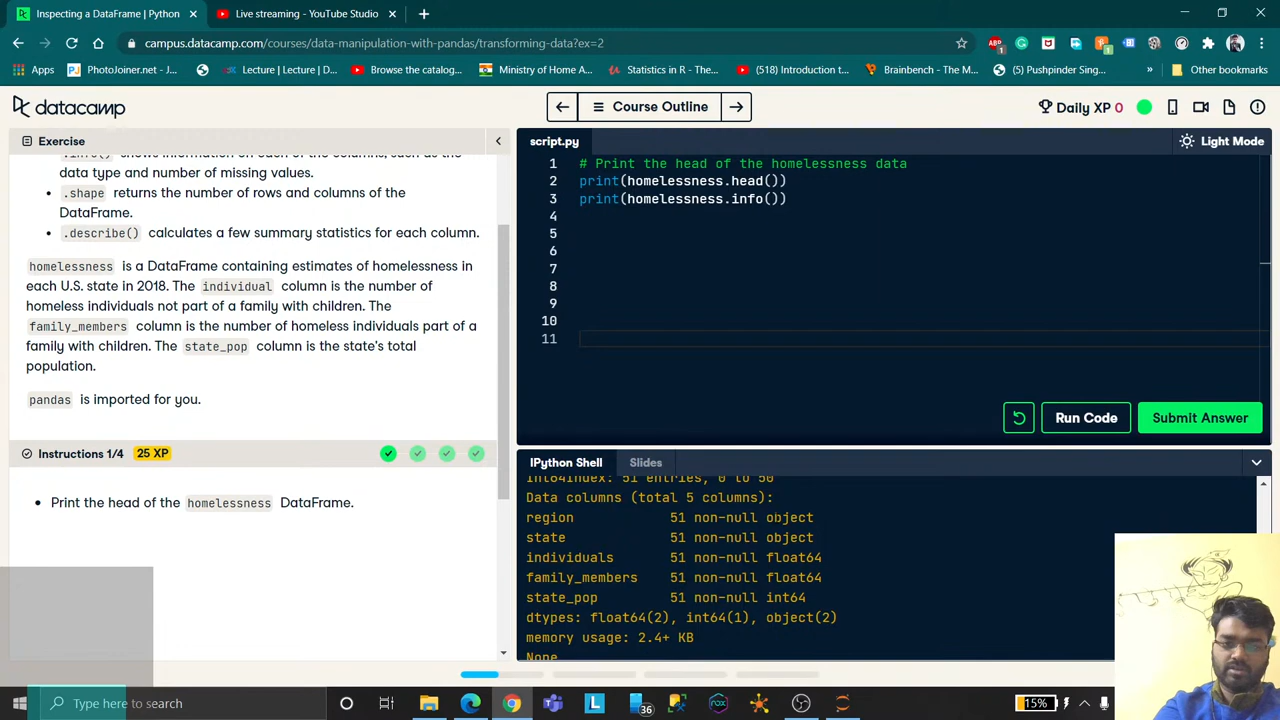 Inspecting a DataFrame | Python
Live streaming - YouTube Studio
campus.datacamp.com/courses/data-manipulation-with-pandas/transforming-data?ex=2
Apps
PhotoJoiner.net - J...
Lecture | Lecture | D...
Browse the catalog...
Ministry of Home A...
Statistics in R - The...
(518) Introduction t...
Brainbench - The M...
(5) Pushpinder Sing...
Other bookmarks
datacamp
Course Outline
Daily XP 0
Exercise
data type and number of missing values.
.shape returns the number of rows and columns of the
DataFrame.
.describe() calculates a few summary statistics for each column.
homelessness is a DataFrame containing estimates of homelessness in
each U.S. state in 2018. The individual column is the number of
homeless individuals not part of a family with children. The
family_members column is the number of homeless individuals part of a
family with children. The state_pop column is the state's total
population.
pandas is imported for you.
Instructions 1/4 25 XP
Print the head of the homelessness DataFrame.
script.py
Light Mode
1 # Print the head of the homelessness data
2 print(homelessness.head())
3 print(homelessness.info())
4
5
6
7
8
9
10
11
Run Code
Submit Answer
IPython Shell
Slides
Int64Index: 51 entries, 0 to 50
Data columns (total 5 columns):
region 51 non-null object
state 51 non-null object
individuals 51 non-null float64
family_members 51 non-null float64
state_pop 51 non-null int64
dtypes: float64(2), int64(1), object(2)
memory usage: 2.4+ KB
None
Type here to search
36
15%